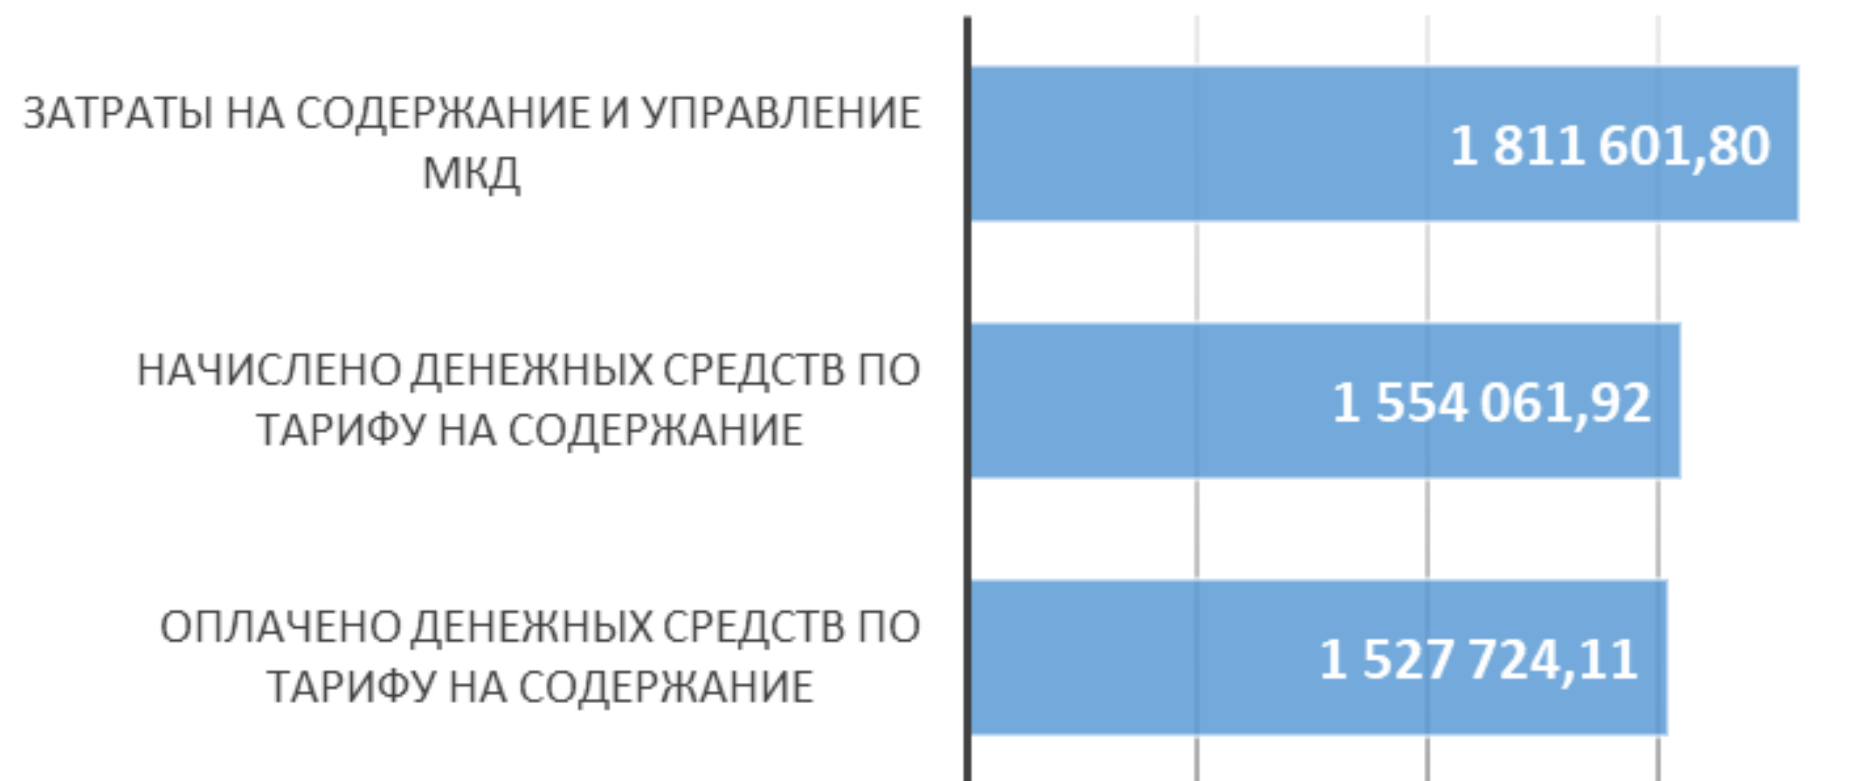 ЗАТРАТЫ НА СОДЕРЖАНИЕ И УПРАВЛЕНИЕ
МКД
1 811 601,80
НАЧИСЛЕНО ДЕНЕЖНЫХ СРЕДСТВ ПО
ТАРИФУ НА СОДЕРЖАНИЕ
1 554 061,92
ОПЛАЧЕНО ДЕНЕЖНЫХ СРЕДСТВ ПО
ТАРИФУ НА СОДЕРЖАНИЕ
1 527 724,11